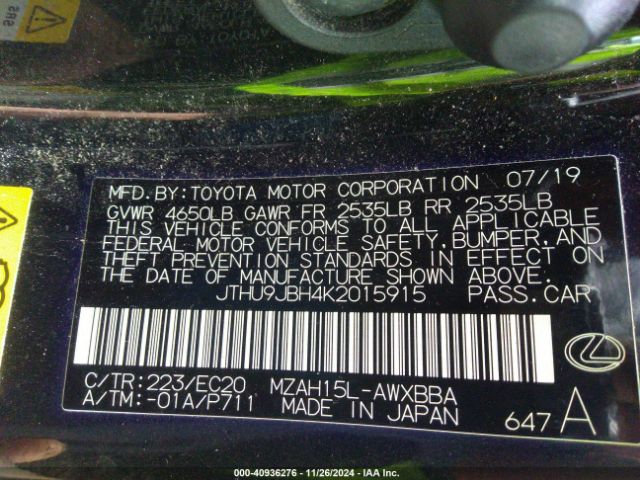 SRS
TOYOTA
MFD.BY:TOYOTA MOTOR CORPORATION 07/19
GVWR 4650LB GAWR FR 2535LB RR 2535LB
THIS VEHICLE CONFORMS TO ALL APPLICABLE
FEDERAL MOTOR VEHICLE SAFETY,BUMPER,AND
THEFT PREVENTION STANDARDS IN EFFECT ON
THE DATE OF MANUFACTURE SHOWN ABOVE.
JTHU9JBH4K2015915 PASS.CAR
C/TR:223/EC20 MZAH15L-AWXBBA
A/TM:-01A/P711 MADE IN JAPAN
647 A
000-40936276 - 11/26/2024 - IAA Inc.